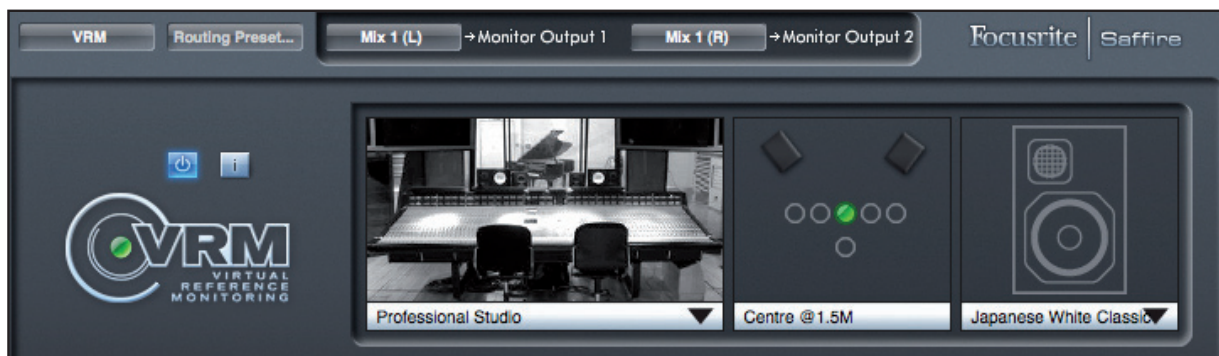 VRM
Routing Preset...
Mix 1 (L) → Monitor Output 1
Mix 1 (R) → Monitor Output 2
Focusrite | Saffire
i
VRM
VIRTUAL
REFERENCE
MONITORING
Professional Studio
Centre @1.5M
Japanese White Classic